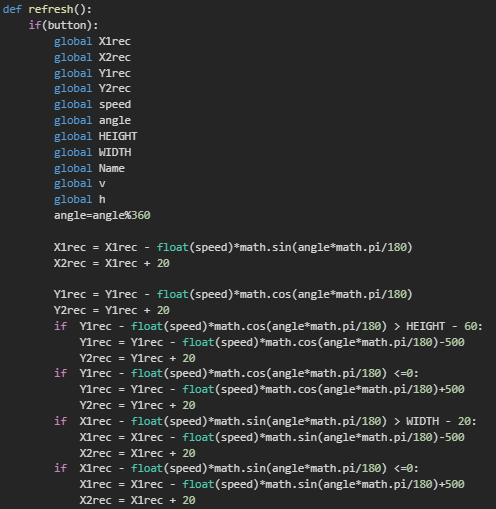 def refresh():
    if(button):
        global X1rec
        global X2rec
        global Y1rec
        global Y2rec
        global speed
        global angle
        global HEIGHT
        global WIDTH
        global Name
        global v
        global h
        angle=angle%360

        X1rec = X1rec - float(speed)*math.sin(angle*math.pi/180)
        X2rec = X1rec + 20

        Y1rec = Y1rec - float(speed)*math.cos(angle*math.pi/180)
        Y2rec = Y1rec + 20
        if  Y1rec - float(speed)*math.cos(angle*math.pi/180) > HEIGHT - 60:
            Y1rec = Y1rec - float(speed)*math.cos(angle*math.pi/180)-500
            Y2rec = Y1rec + 20
        if  Y1rec - float(speed)*math.cos(angle*math.pi/180) <=0:
            Y1rec = Y1rec - float(speed)*math.cos(angle*math.pi/180)+500
            Y2rec = Y1rec + 20
        if  X1rec - float(speed)*math.sin(angle*math.pi/180) > WIDTH - 20:
            X1rec = X1rec - float(speed)*math.sin(angle*math.pi/180)-500
            X2rec = X1rec + 20
        if  X1rec - float(speed)*math.sin(angle*math.pi/180) <=0:
            X1rec = X1rec - float(speed)*math.sin(angle*math.pi/180)+500
            X2rec = X1rec + 20